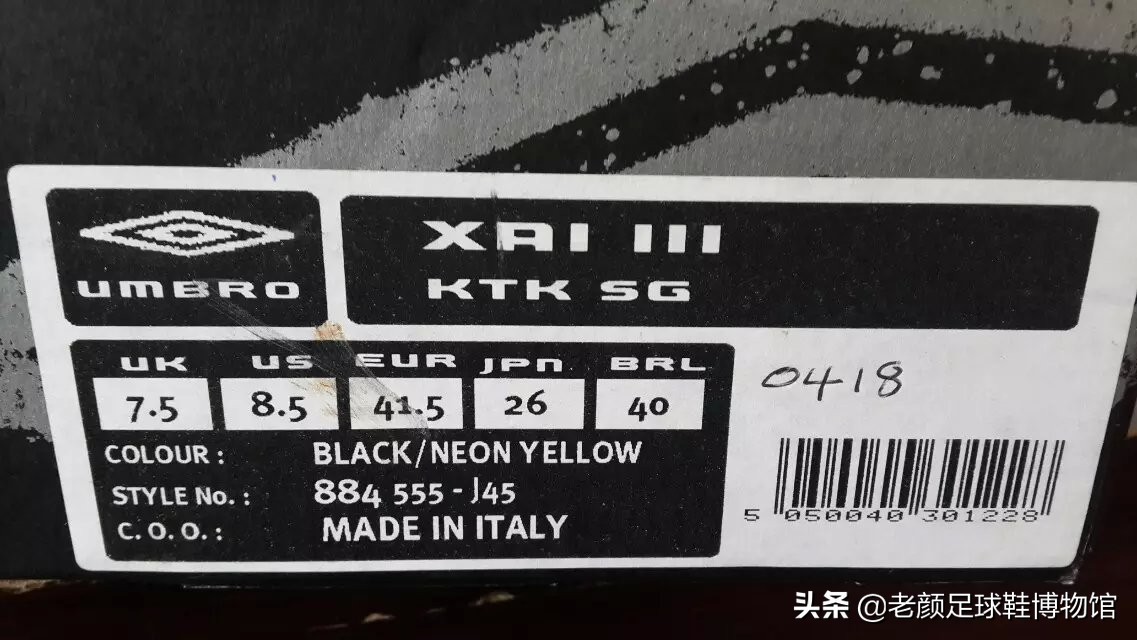 UMBRO
XAI III
KTK SG
UK US EUR JPN BRL
7.5 8.5 41.5 26 40
COLOUR : BLACK/NEON YELLOW
STYLE No. : 884 555 - J45
C. O. O. : MADE IN ITALY
0418
5 050040 301228
头条 @老颜足球鞋博物馆